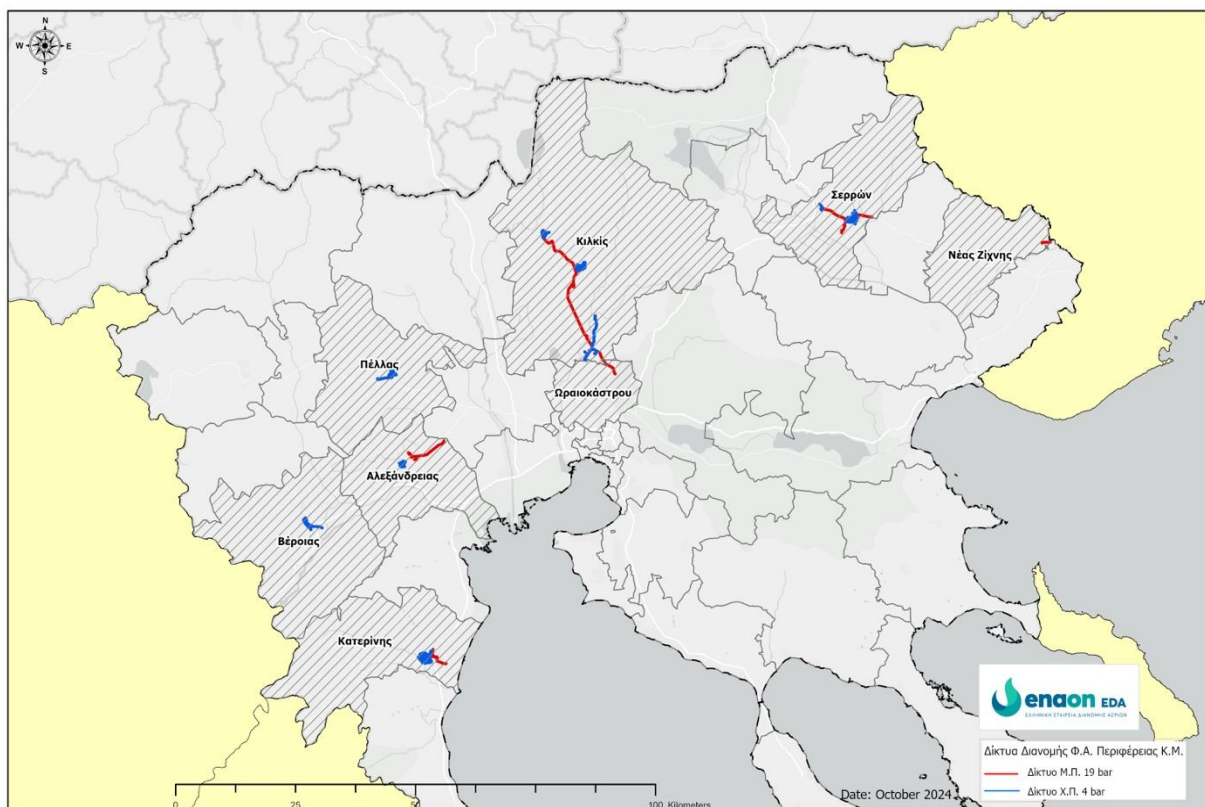 N
W E
S
Σερρών
Κιλκίς
Νέας Ζίχνης
Πέλλας
Ωραιοκάστρου
Αλεξάνδρειας
Βέροιας
Κατερίνης
enaon EDA
ΕΛΛΗΝΙΚΗ ΕΤΑΙΡΕΙΑ ΔΙΑΝΟΜΗΣ ΑΕΡΙΩΝ
Δίκτυα Διανομής Φ.Α. Περιφέρειας Κ.Μ.
Δίκτυο Μ.Π. 19 bar
Δίκτυο Χ.Π. 4 bar
0 25 50 100 Kilometers
Date: October 2024